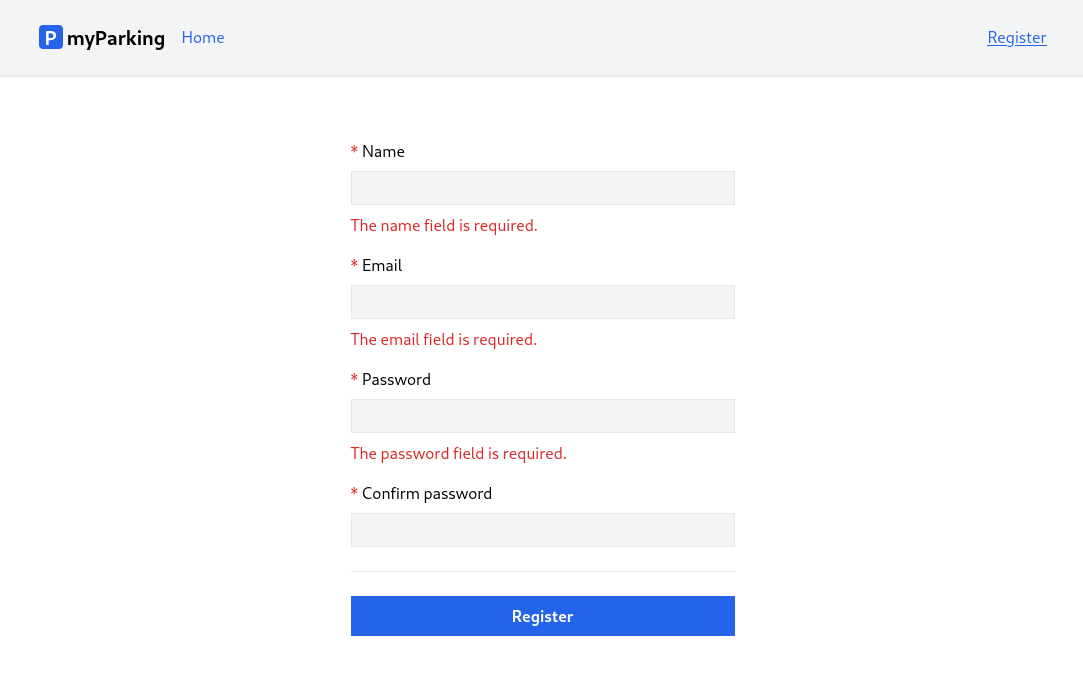 P myParking Home Register
* Name
The name field is required.
* Email
The email field is required.
* Password
The password field is required.
* Confirm password
Register